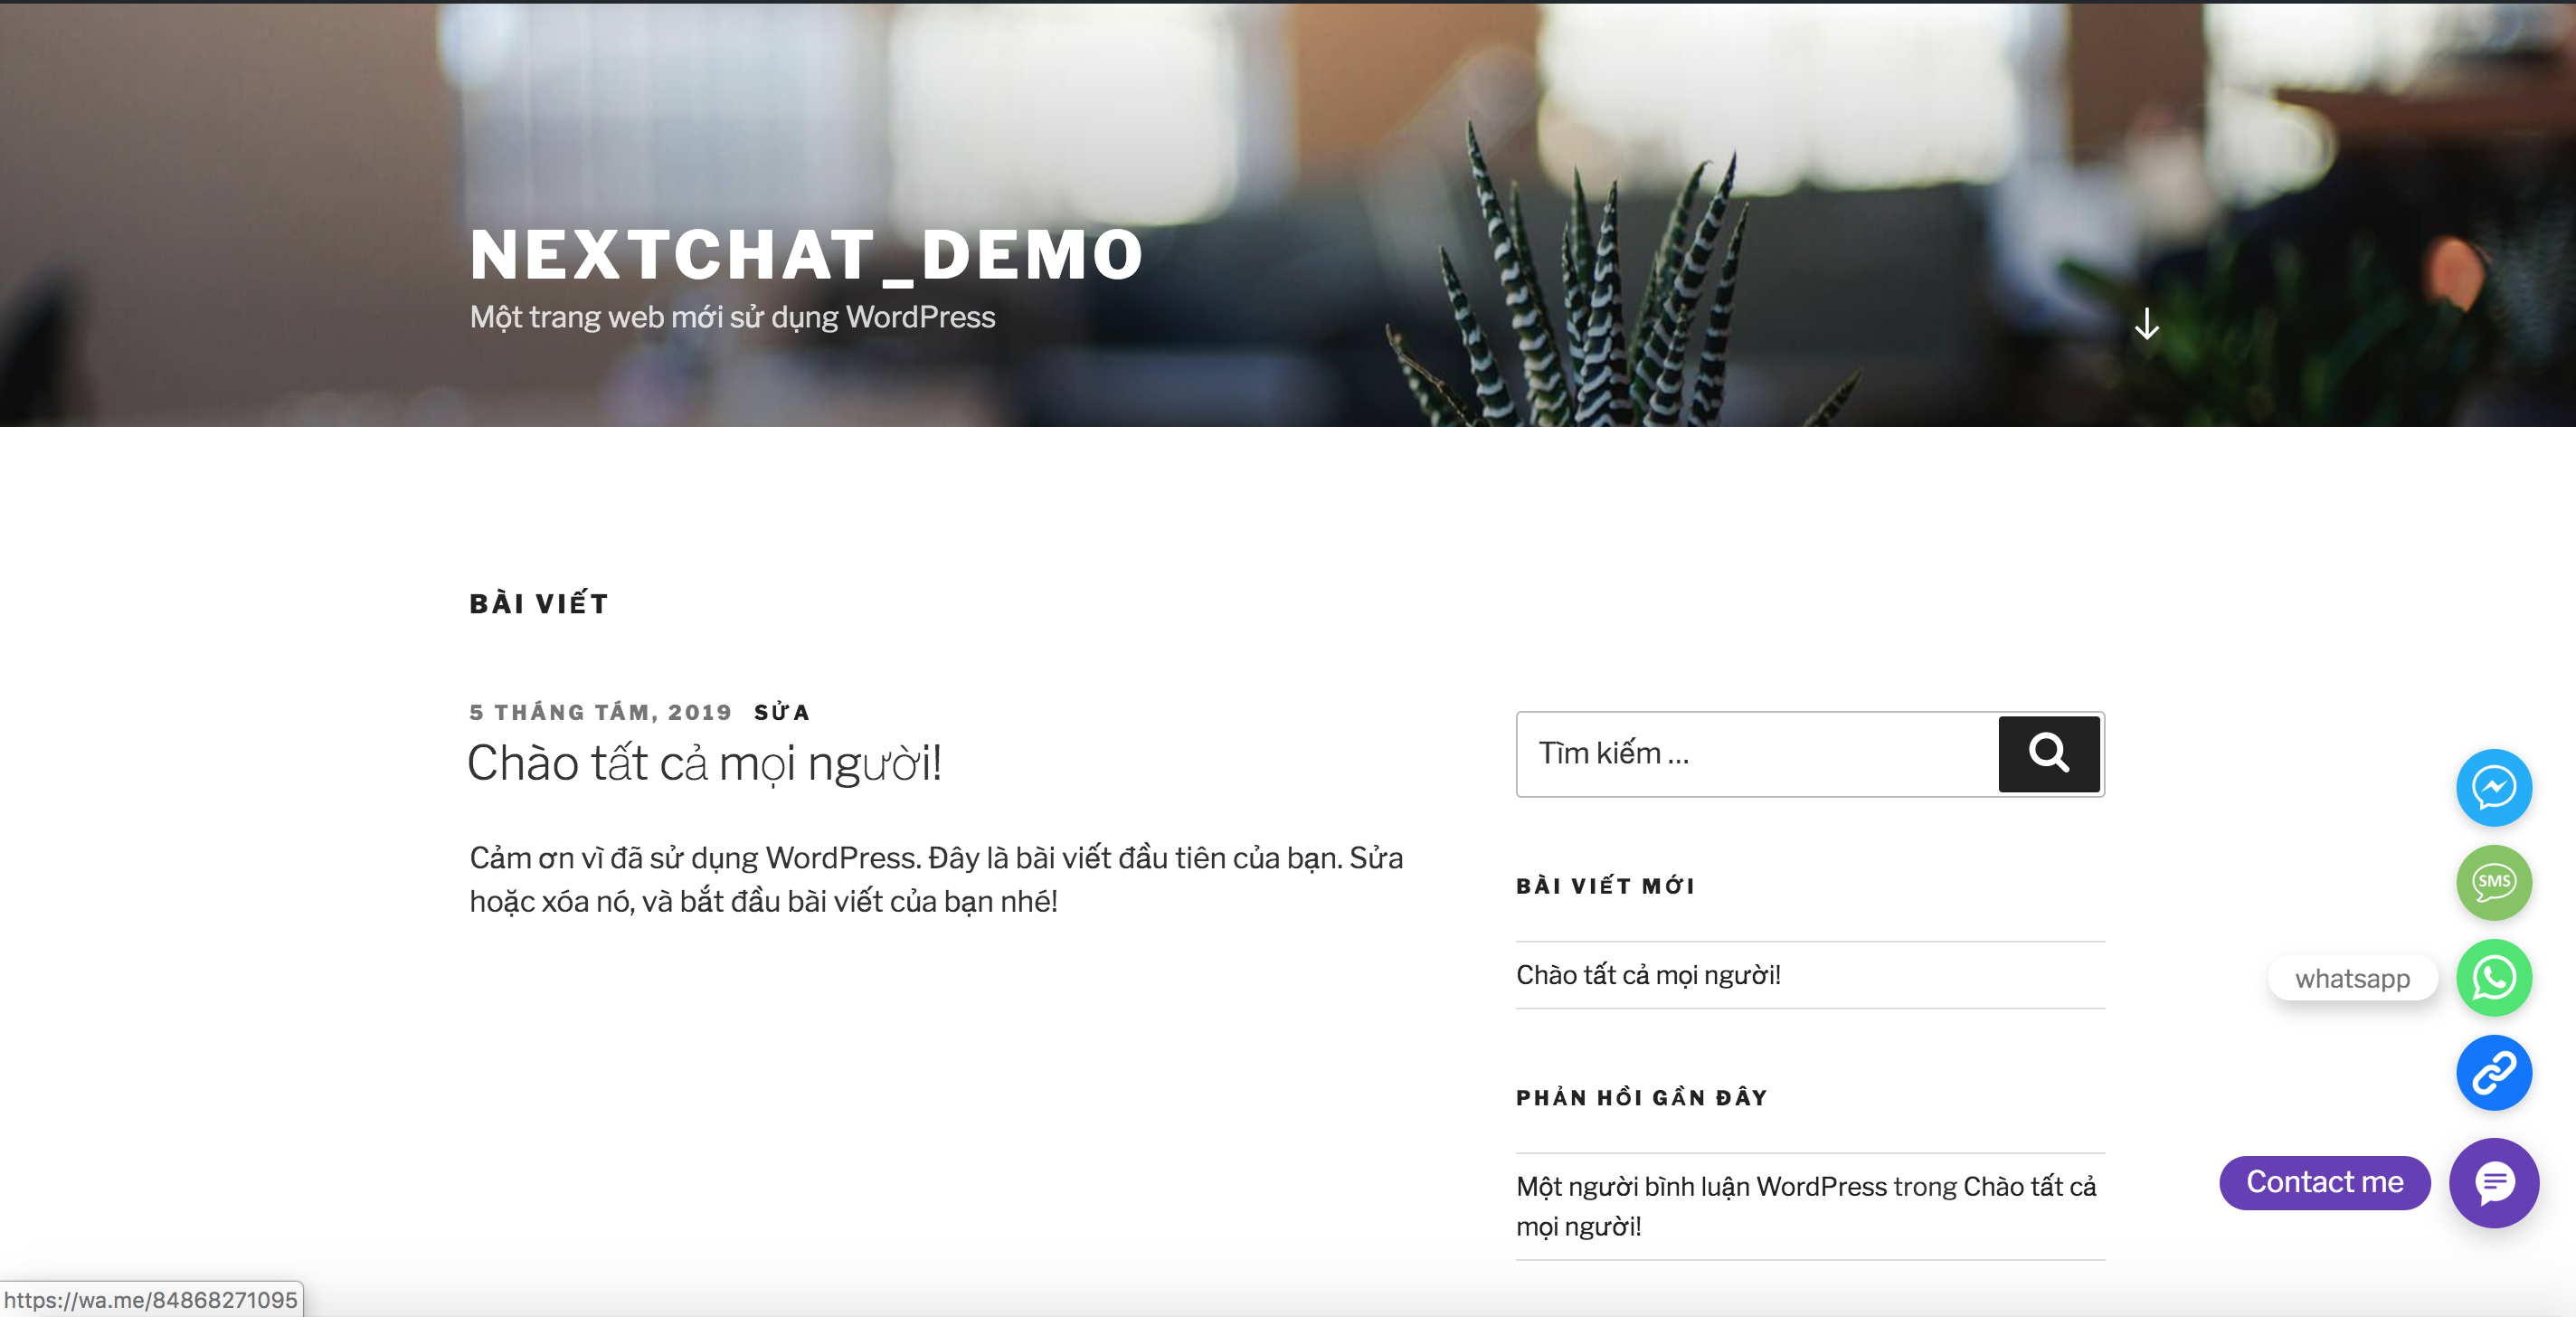 NEXTCHAT_DEMO
Một trang web mới sử dụng WordPress
BÀI VIẾT
5 THÁNG TÁM, 2019 SỬA
Chào tất cả mọi người!
Cảm ơn vì đã sử dụng WordPress. Đây là bài viết đầu tiên của bạn. Sửa
hoặc xóa nó, và bắt đầu bài viết của bạn nhé!
Tìm kiếm ...
BÀI VIẾT MỚI
Chào tất cả mọi người!
PHẢN HỒI GẦN ĐÂY
Một người bình luận WordPress trong Chào tất cả
mọi người!
SMS
whatsapp
Contact me
https://wa.me/84868271095